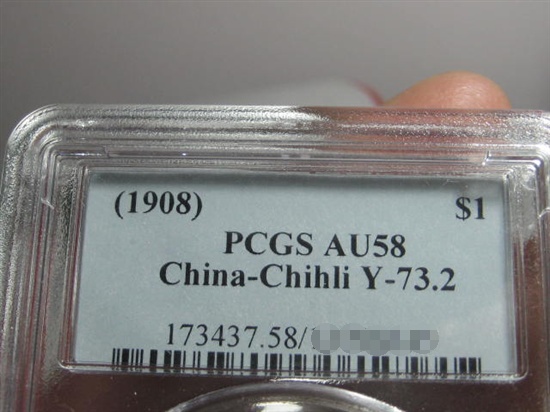 (1908) $1
PCGS AU58
China-Chihli Y-73.2
173437.58/